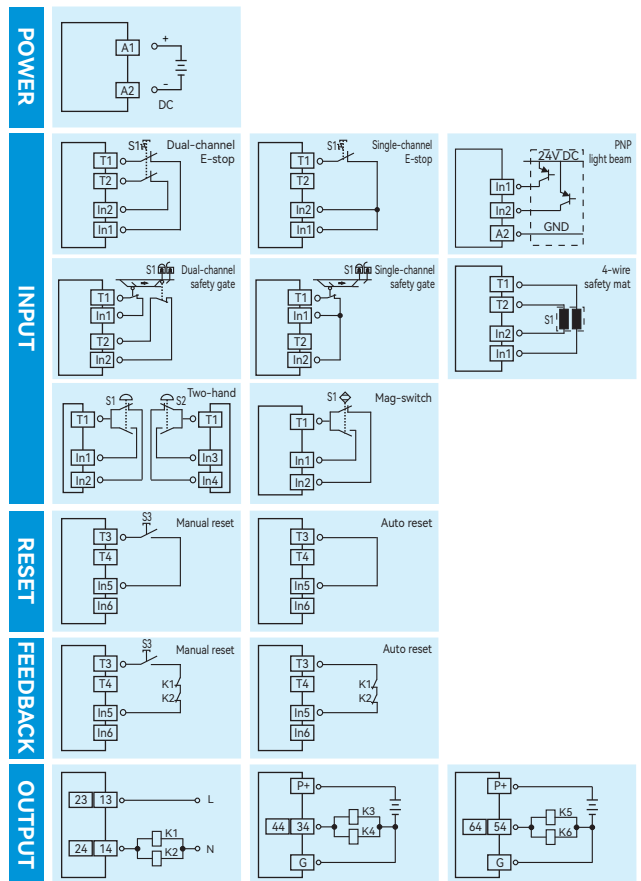 POWER
A1
+
A2
-
DC
INPUT
S1
Dual-channel
E-stop
T1
T2
In2
In1
S1
Single-channel
E-stop
T1
T2
In2
In1
PNP
light beam
24V DC
In1
In2
A2
GND
S1
Dual-channel
safety gate
T1
In1
T2
In2
S1
Single-channel
safety gate
T1
In1
T2
In2
4-wire
safety mat
T1
T2
S1
In2
In1
Two-hand
S1
S2
T1
T1
In1
In3
In2
In4
S1
Mag-switch
T1
In1
In2
RESET
S3
Manual reset
T3
T4
In5
In6
Auto reset
T3
T4
In5
In6
FEEDBACK
S3
Manual reset
T3
T4
K1
K2
In5
In6
Auto reset
T3
T4
K1
K2
In5
In6
OUTPUT
23 13
L
24 14
K1
K2
N
P+
44 34
K3
K4
G
P+
64 54
K5
K6
G